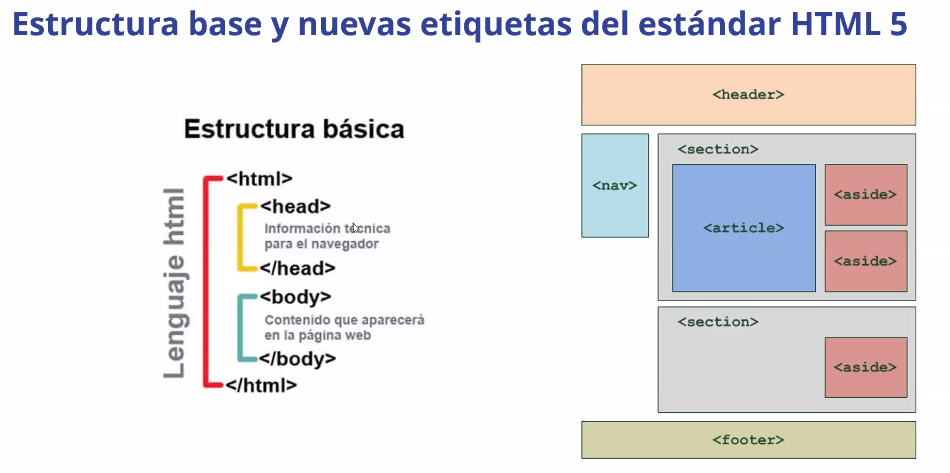 Estructura base y nuevas etiquetas del estándar HTML 5
Estructura básica
Lenguaje html
<html>
<head>
Información técnica
para el navegador
</head>
<body>
Contenido que aparecerá
en la página web
</body>
</html>
<header>
<nav>
<section>
<article>
<aside>
<aside>
<section>
<aside>
<footer>